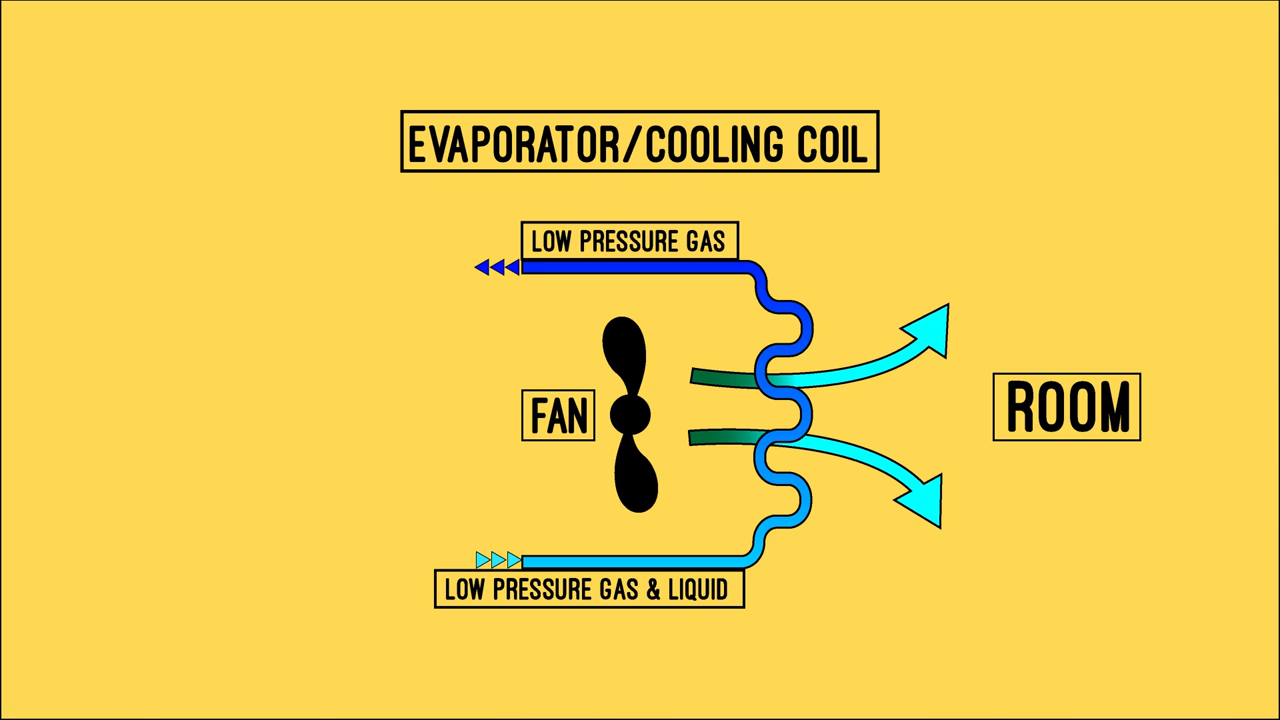 EVAPORATOR/COOLING COIL
LOW PRESSURE GAS
FAN
ROOM
LOW PRESSURE GAS & LIQUID